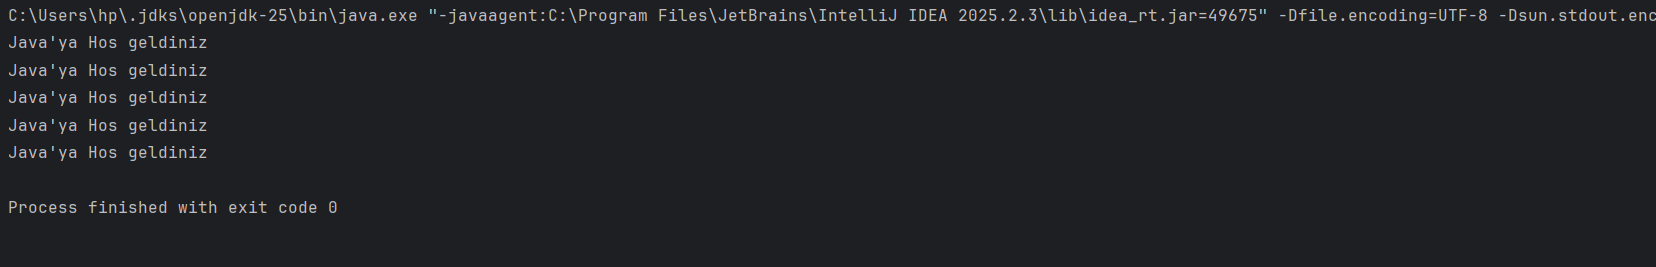 C:\Users\hp\.jdks\openjdk-25\bin\java.exe "-javaagent:C:\Program Files\JetBrains\IntelliJ IDEA 2025.2.3\lib\idea_rt.jar=49675" -Dfile.encoding=UTF-8 -Dsun.stdout.enc
Java'ya Hos geldiniz
Java'ya Hos geldiniz
Java'ya Hos geldiniz
Java'ya Hos geldiniz
Java'ya Hos geldiniz
Process finished with exit code 0